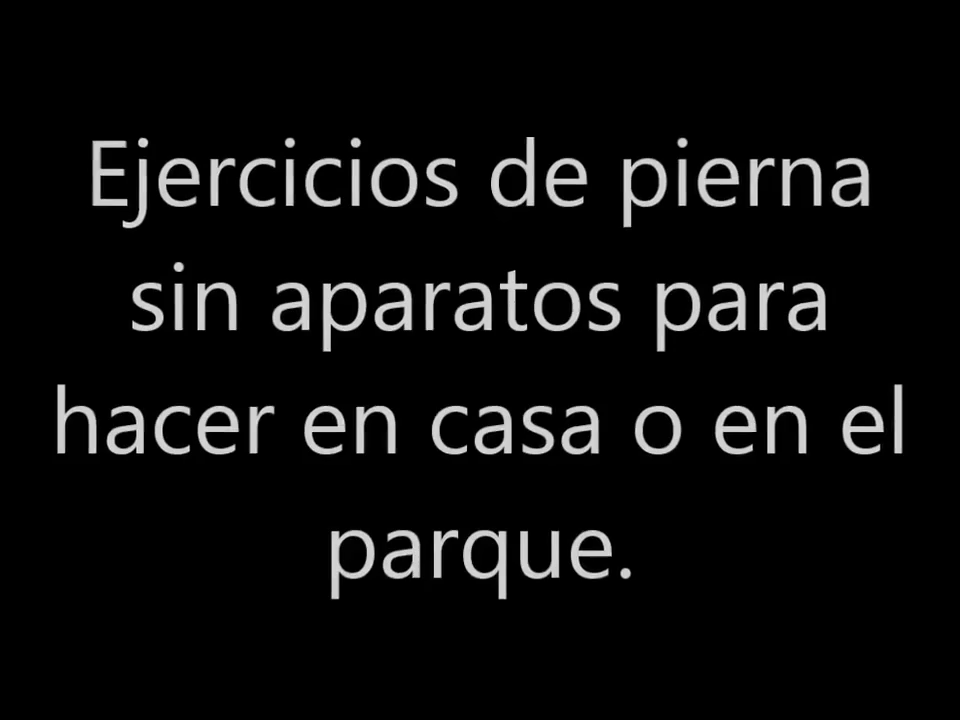 Ejercicios de pierna
sin aparatos para
hacer en casa o en el
parque.